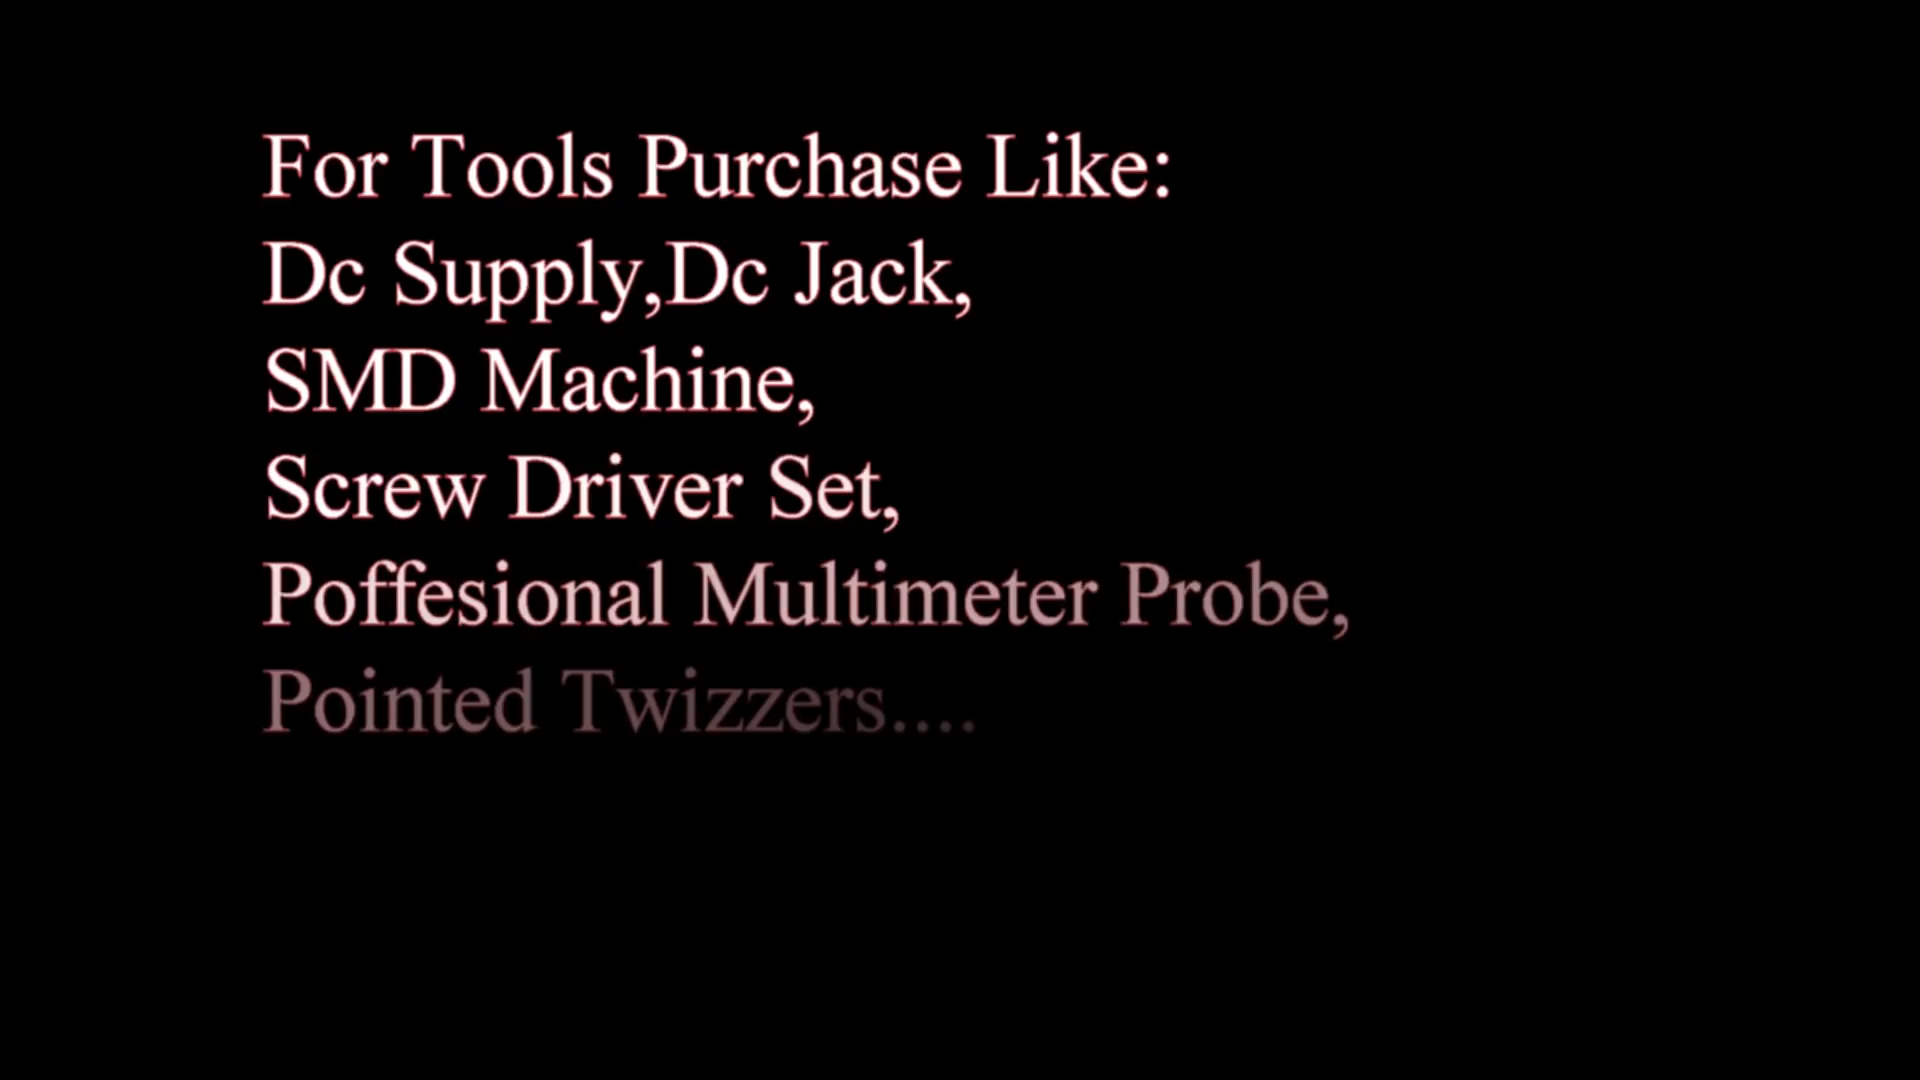 For Tools Purchase Like:
Dc Supply,Dc Jack,
SMD Machine,
Screw Driver Set,
Poffesional Multimeter Probe,
Pointed Twizzers....